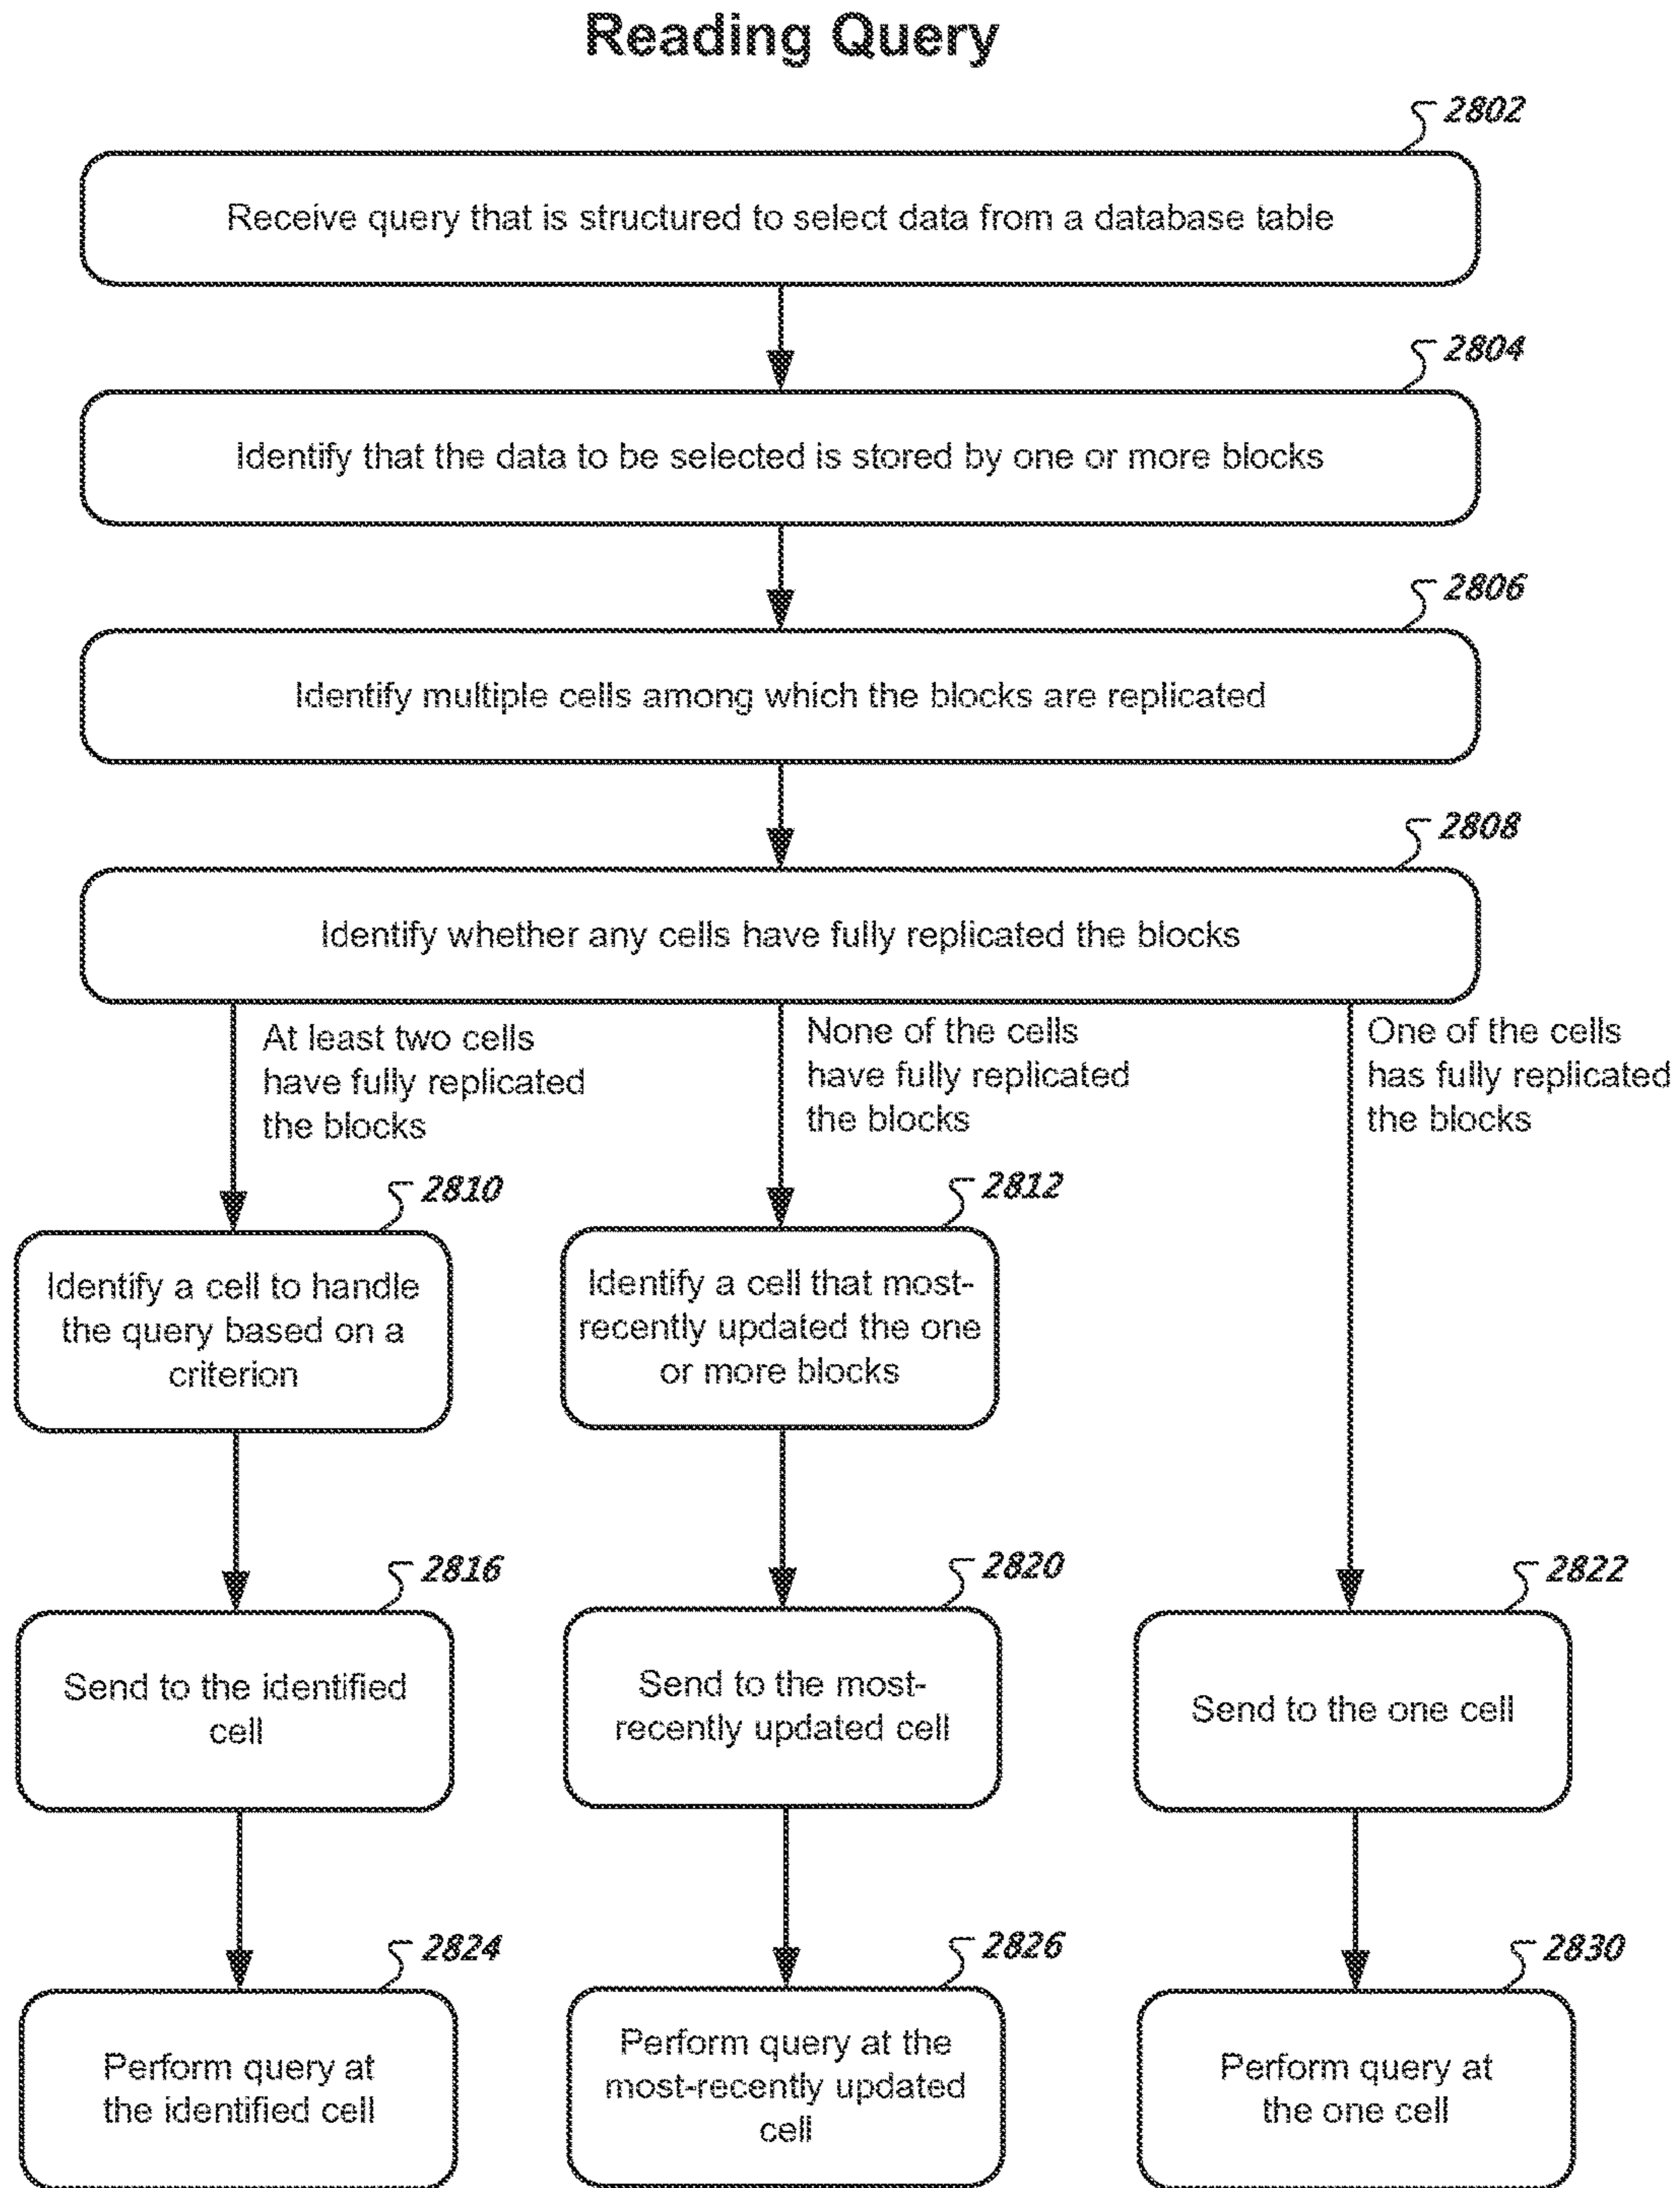 Reading Query
2802
Receive query that is structured to select data from a database table
2804
Identify that the data to be selected is stored by one or more blocks
2806
Identify multiple cells among which the blocks are replicated
2808
Identify whether any cells have fully replicated the blocks
At least two cells
have fully replicated
the blocks
None of the cells
have fully replicated
the blocks
One of the cells
has fully replicated
the blocks
2810
Identify a cell to handle
the query based on a
criterion
2812
Identify a cell that most-
recently updated the one
or more blocks
2816
Send to the identified
cell
2820
Send to the most-
recently updated cell
2822
Send to the one cell
2824
Perform query at
the identified cell
2826
Perform query at the
most-recently updated
cell
2830
Perform query at
the one cell